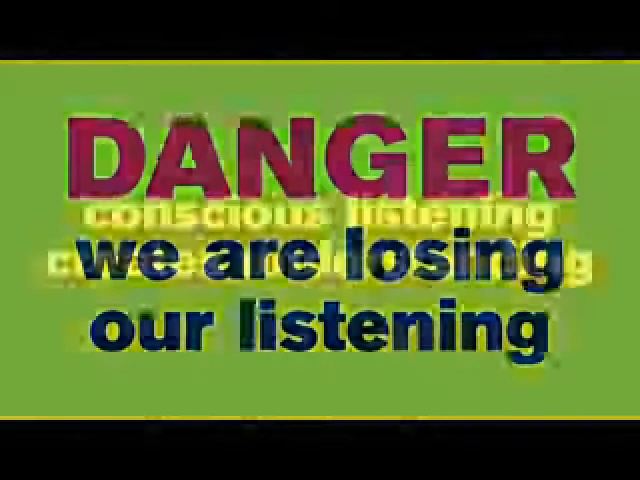 DANGER
conscious listening
we are losing
our listening